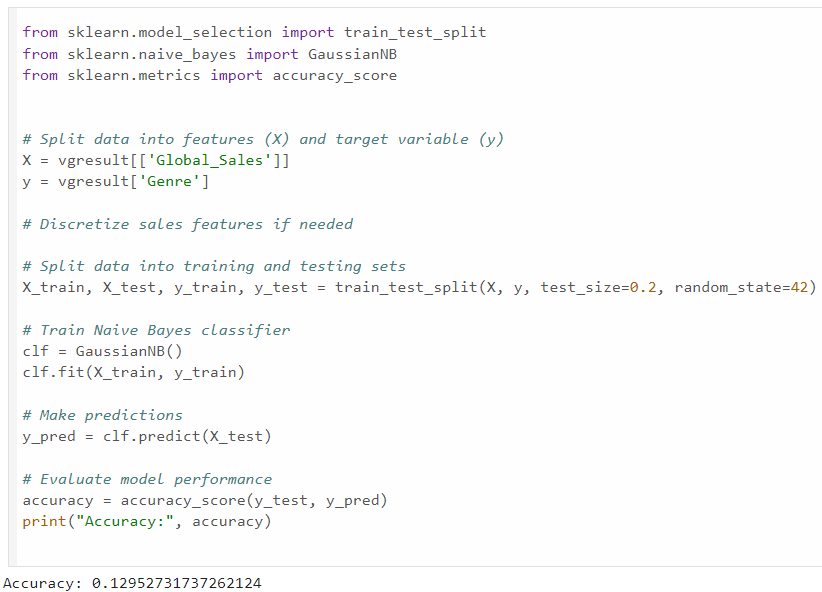 from sklearn.model_selection import train_test_split
from sklearn.naive_bayes import GaussianNB
from sklearn.metrics import accuracy_score
# Split data into features (X) and target variable (y)
X = vgresult[['Global_Sales']]
y = vgresult['Genre']
# Discretize sales features if needed
# Split data into training and testing sets
X_train, X_test, y_train, y_test = train_test_split(X, y, test_size=0.2, random_state=42)
# Train Naive Bayes classifier
clf = GaussianNB()
clf.fit(X_train, y_train)
# Make predictions
y_pred = clf.predict(X_test)
# Evaluate model performance
accuracy = accuracy_score(y_test, y_pred)
print("Accuracy:", accuracy)
Accuracy: 0.12952731737262124